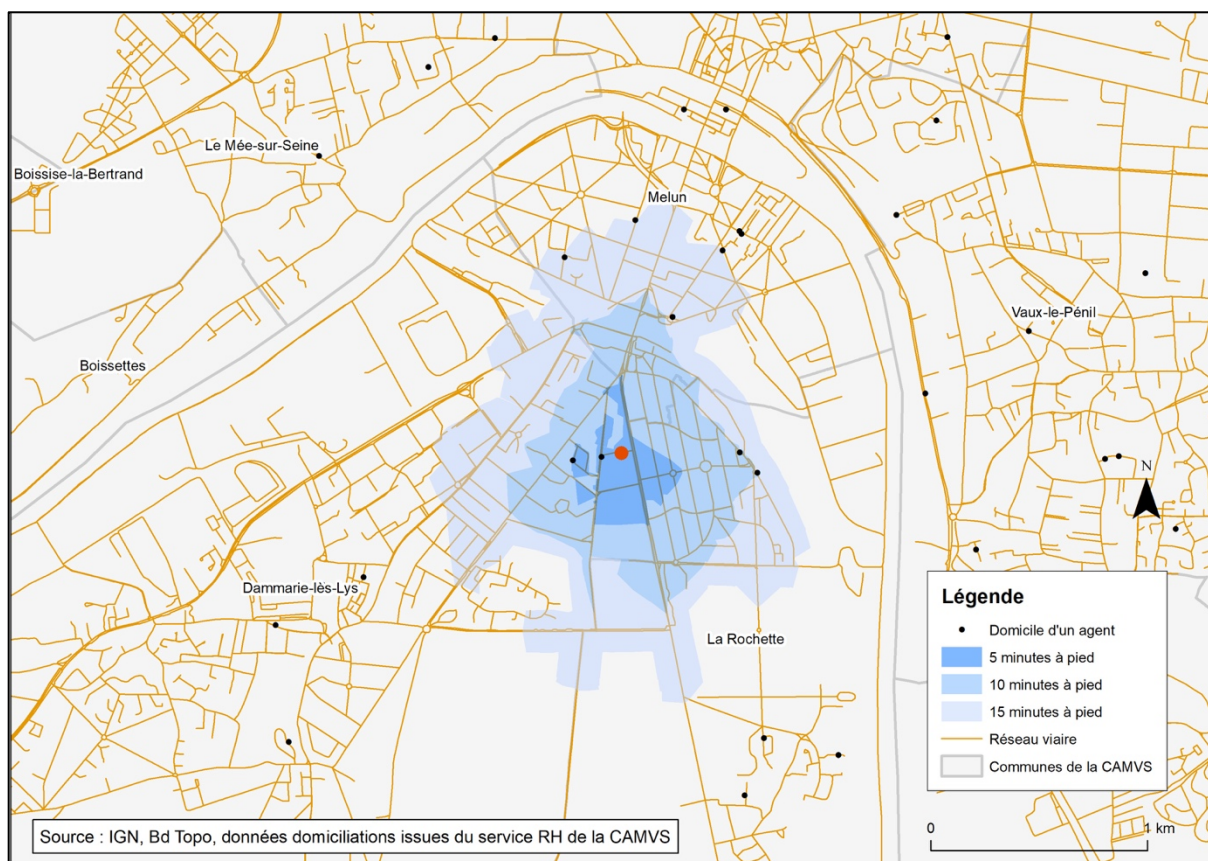 Le Mée-sur-Seine
Boissise-la-Bertrand
Melun
Vaux-le-Pénil
Boissettes
N
Dammarie-lès-Lys
La Rochette
Légende
Domicile d'un agent
5 minutes à pied
10 minutes à pied
15 minutes à pied
Réseau viaire
Communes de la CAMVS
0 1 km
Source : IGN, Bd Topo, données domiciliations issues du service RH de la CAMVS